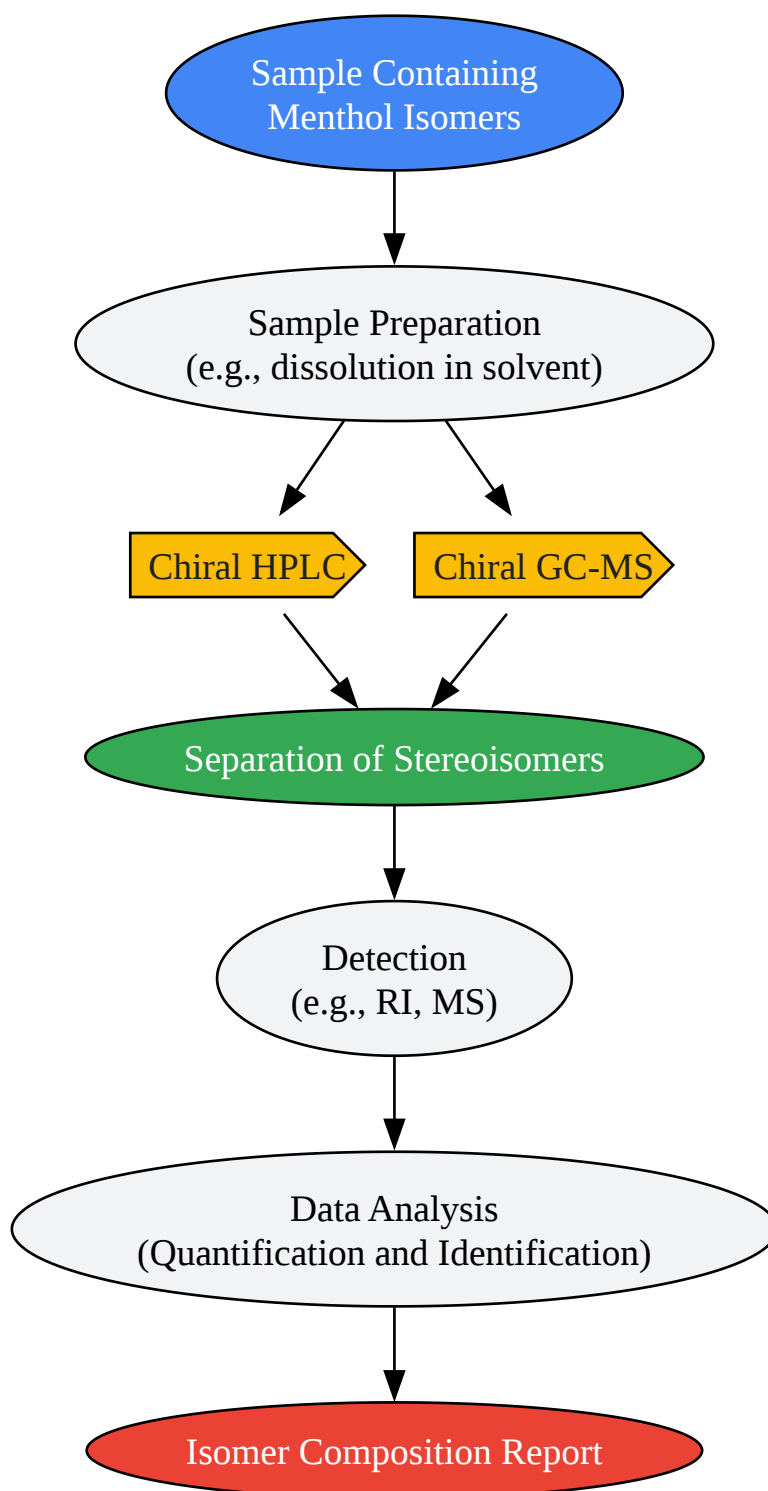 Sample Containing
Menthol Isomers
Sample Preparation
(e.g., dissolution in solvent)
Chiral HPLC
Chiral GC-MS
Separation of Stereoisomers
Detection
(e.g., RI, MS)
Data Analysis
(Quantification and Identification)
Isomer Composition Report